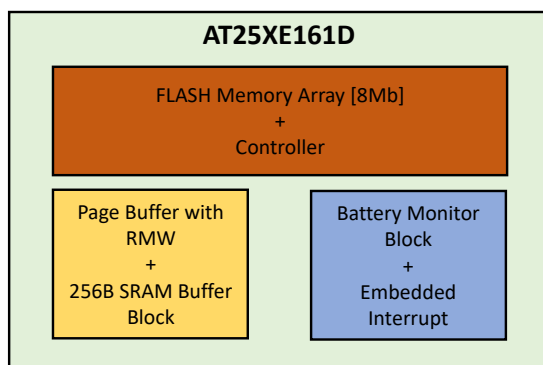 AT25XE161D
FLASH Memory Array [8Mb]
+
Controller
Page Buffer with
RMW
+
256B SRAM Buffer
Block
Battery Monitor
Block
+
Embedded
Interrupt